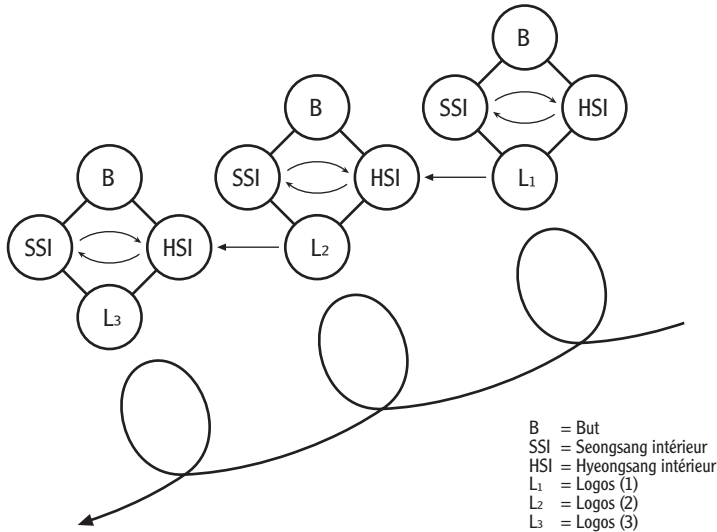 B
SSI HSI
L₁
B
SSI HSI
L₂
B
SSI HSI
L₃
B = But
SSI = Seongsang intérieur
HSI = Hyeongsang intérieur
L₁ = Logos (1)
L₂ = Logos (2)
L₃ = Logos (3)